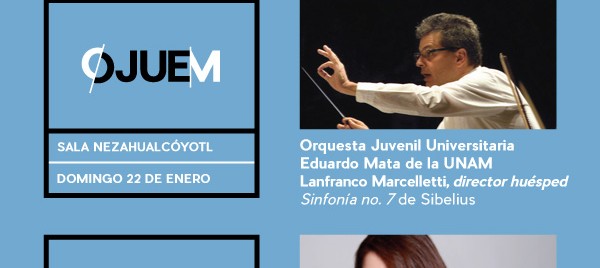 OJUEM
SALA NEZAHUALCÓYOTL
DOMINGO 22 DE ENERO
Orquesta Juvenil Universitaria
Eduardo Mata de la UNAM
Lanfranco Marcelletti, director huésped
Sinfonía no. 7 de Sibelius